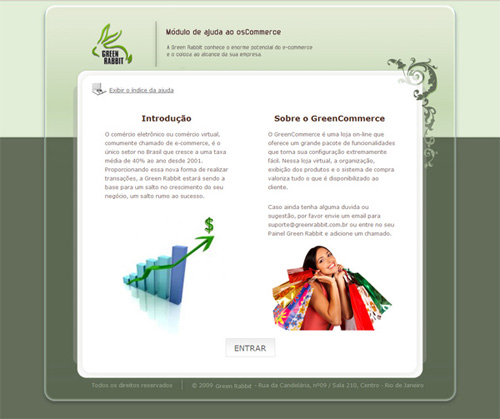 GREEN
RABBIT
Módulo de ajuda ao osCommerce
A Green Rabbit conhece o enorme potencial do e-commerce
e o coloca ao alcance da sua empresa
Exibir o índice da ajuda
Introdução
O comércio eletrônico ou comércio virtual,
comumente chamado de e-commerce, é o
único setor no Brasil que cresce a uma taxa
média de 40% ao ano desde 2001.
Proporcionando essa nova forma de realizar
transações, a Green Rabbit estará sendo a
base para um salto no crescimento do seu
negócio, um salto rumo ao sucesso.
Sobre o GreenCommerce
O GreenCommerce é uma loja on-line que
oferece um grande pacote de funcionalidades
que torna sua configuração extremamente
fácil. Nessa loja virtual, a organização,
exibição dos produtos e o sistema de compra
valoriza tudo o que é disponibilizado ao
cliente.
Caso ainda tenha alguma duvida ou
sugestão, por favor envie um email para
suporte@greenrabbit.com.br ou entre no seu
Painel Green Rabbit e adicione um chamado.
$
ENTRAR
Todos os direitos reservados
© 2009 Green Rabbit - Rua da Candelária, nº09 / Sala 210, Centro - Rio de Janeiro